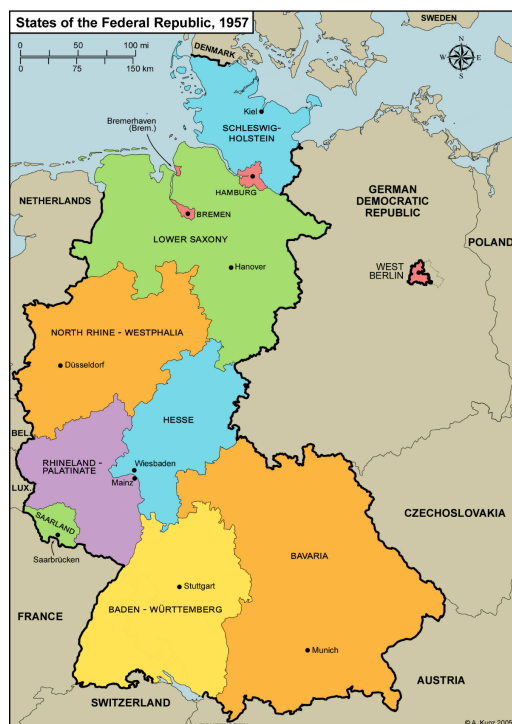 States of the Federal Republic, 1957
0 50 100 mi
0 75 150 km
DENMARK
SWEDEN
N
W E
S
Kiel
SCHLESWIG-
HOLSTEIN
Bremerhaven
(Brem.)
HAMBURG
NETHERLANDS
BREMEN
GERMAN
DEMOCRATIC
REPUBLIC
LOWER SAXONY
POLAND
Hanover
WEST
BERLIN
NORTH RHINE - WESTPHALIA
Düsseldorf
HESSE
BEL.
RHINELAND -
PALATINATE
Wiesbaden
Mainz
LUX.
SAARLAND
Saarbrücken
CZECHOSLOVAKIA
BAVARIA
Stuttgart
BADEN - WÜRTTEMBERG
FRANCE
Munich
AUSTRIA
SWITZERLAND
© A. Kunz 2005